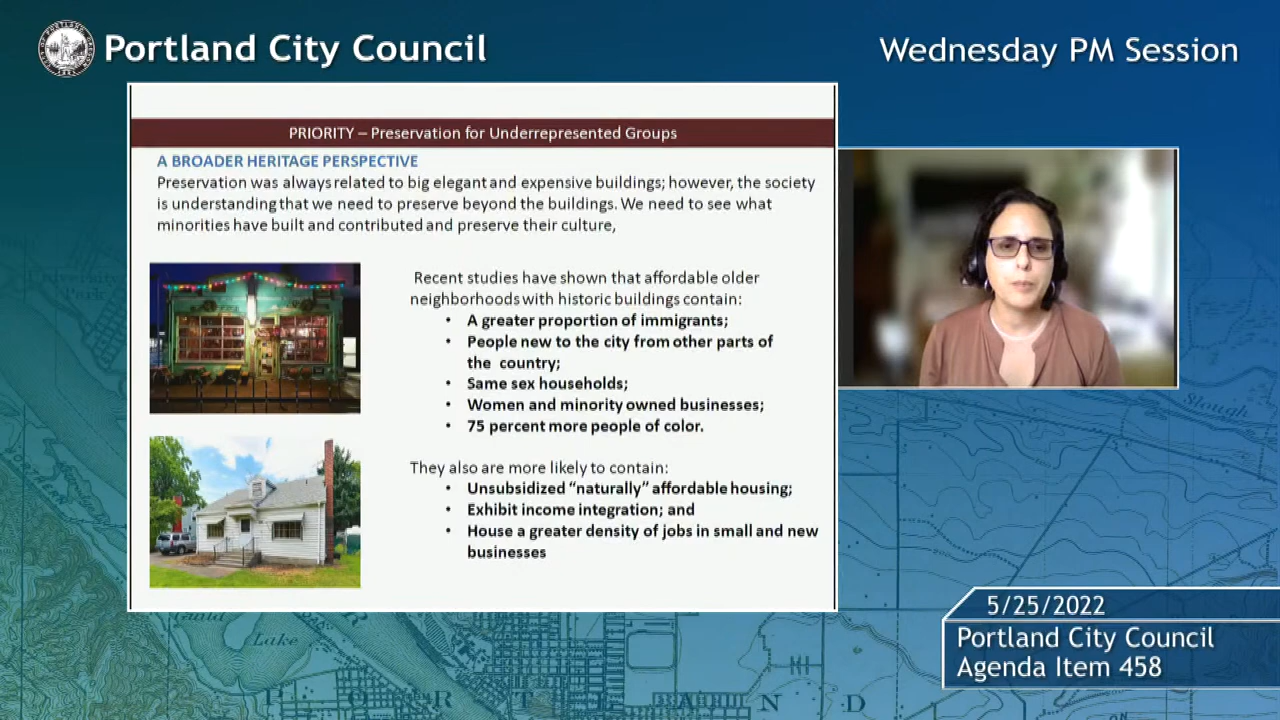 Portland City Council
Wednesday PM Session
PRIORITY – Preservation for Underrepresented Groups
A BROADER HERITAGE PERSPECTIVE
Preservation was always related to big elegant and expensive buildings; however, the society
is understanding that we need to preserve beyond the buildings. We need to see what
minorities have built and contributed and preserve their culture,
Recent studies have shown that affordable older
neighborhoods with historic buildings contain:
• A greater proportion of immigrants;
• People new to the city from other parts of
the country;
• Same sex households;
• Women and minority owned businesses;
• 75 percent more people of color.
They also are more likely to contain:
• Unsubsidized “naturally” affordable housing;
• Exhibit income integration; and
• House a greater density of jobs in small and new
businesses
Slough
Guild
Lake
5/25/2022
Portland City Council
Agenda Item 458